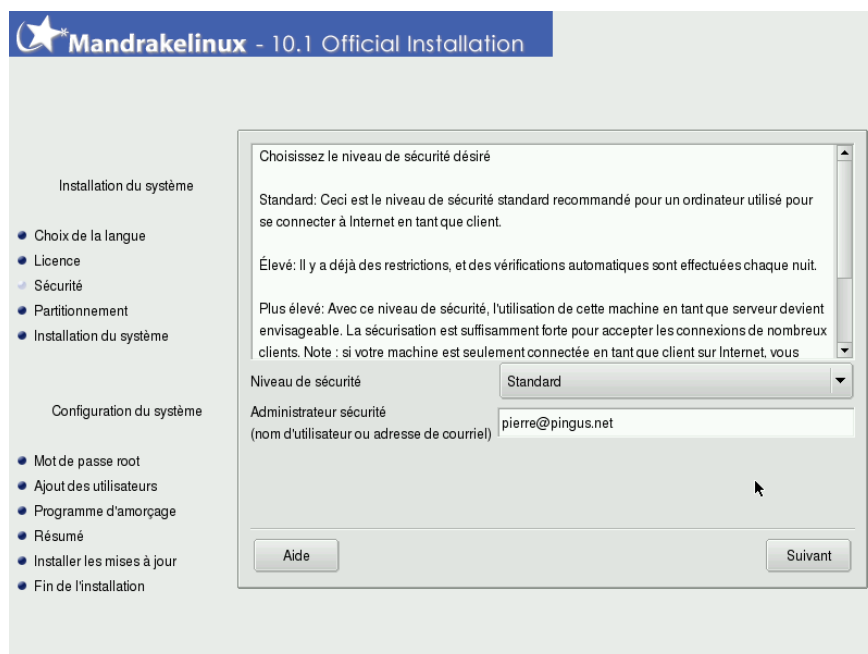 Mandrakelinux - 10.1 Official Installation
Installation du système
Choix de la langue
Licence
Sécurité
Partitionnement
Installation du système
Configuration du système
Mot de passe root
Ajout des utilisateurs
Programme d'amorçage
Résumé
Installer les mises à jour
Fin de l'installation
Choisissez le niveau de sécurité désiré
Standard: Ceci est le niveau de sécurité standard recommandé pour un ordinateur utilisé pour
se connecter à Internet en tant que client.
Élevé: Il y a déjà des restrictions, et des vérifications automatiques sont effectuées chaque nuit.
Plus élevé: Avec ce niveau de sécurité, l'utilisation de cette machine en tant que serveur devient
envisageable. La sécurisation est suffisamment forte pour accepter les connexions de nombreux
clients. Note : si votre machine est seulement connectée en tant que client sur Internet, vous
Niveau de sécurité
Standard
Administrateur sécurité
(nom d'utilisateur ou adresse de courriel)
pierre@pingus.net
Aide
Suivant